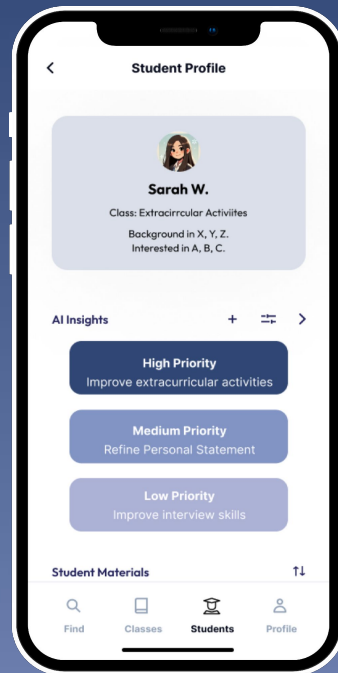 Student Profile
Sarah W.
Class: Extracirrcular Activiites
Background in X, Y, Z.
Interested in A, B, C.
AI Insights
High Priority
Improve extracurricular activities
Medium Priority
Refine Personal Statement
Low Priority
Improve interview skills
Student Materials
Find
Classes
Students
Profile